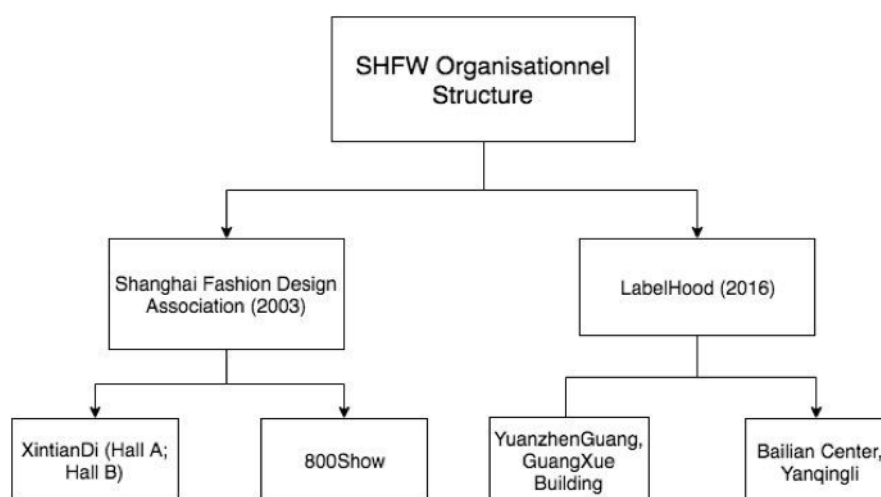 SHFW Organisationnel
Structure
Shanghai Fashion Design
Association (2003)
LabelHood (2016)
XintianDi (Hall A;
Hall B)
800Show
YuanzhenGuang,
GuangXue
Building
Bailian Center,
Yanqingli